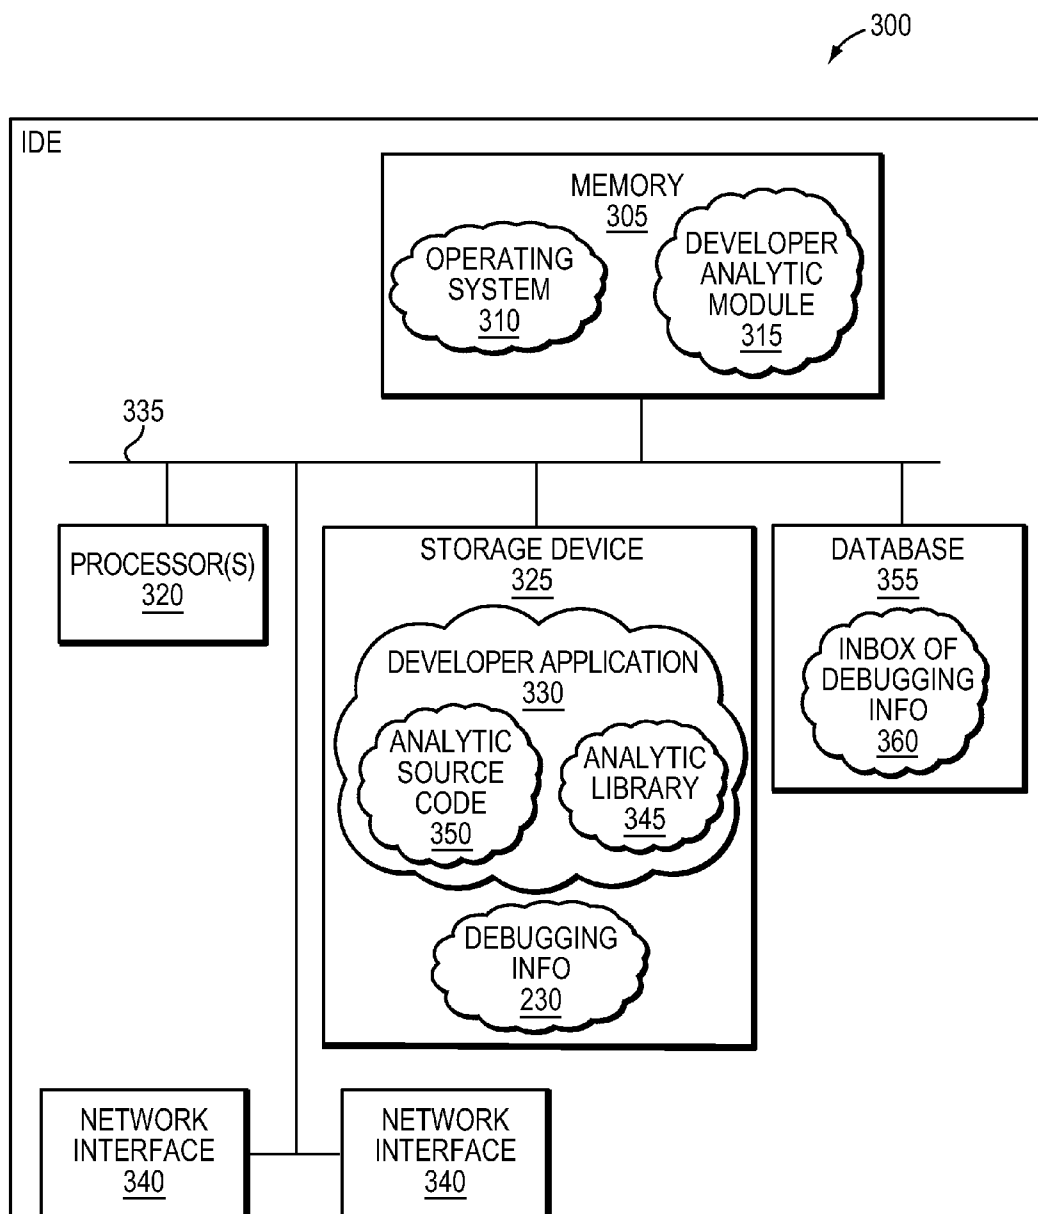 300
IDE
MEMORY
305
OPERATING
SYSTEM
310
DEVELOPER
ANALYTIC
MODULE
315
335
PROCESSOR(S)
320
STORAGE DEVICE
325
DEVELOPER APPLICATION
330
ANALYTIC
SOURCE
CODE
350
ANALYTIC
LIBRARY
345
DEBUGGING
INFO
230
DATABASE
355
INBOX OF
DEBUGGING
INFO
360
NETWORK
INTERFACE
340
NETWORK
INTERFACE
340